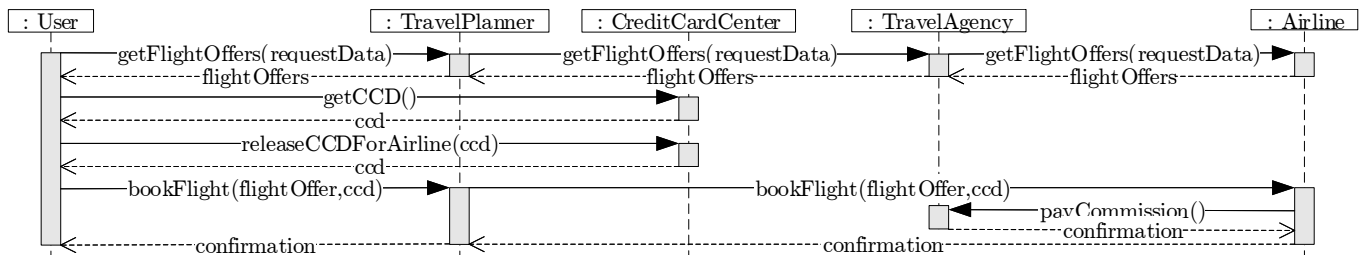 : User : TravelPlanner : CreditCardCenter : TravelAgency : Airline
getFlightOffers(requestData) getFlightOffers(requestData) getFlightOffers(requestData)
flightOffers flightOffers flightOffers
getCCD()
ccd
releaseCCDForAirline(ccd)
ccd
bookFlight(flightOffer,ccd) bookFlight(flightOffer,ccd)
payCommission()
confirmation
confirmation confirmation